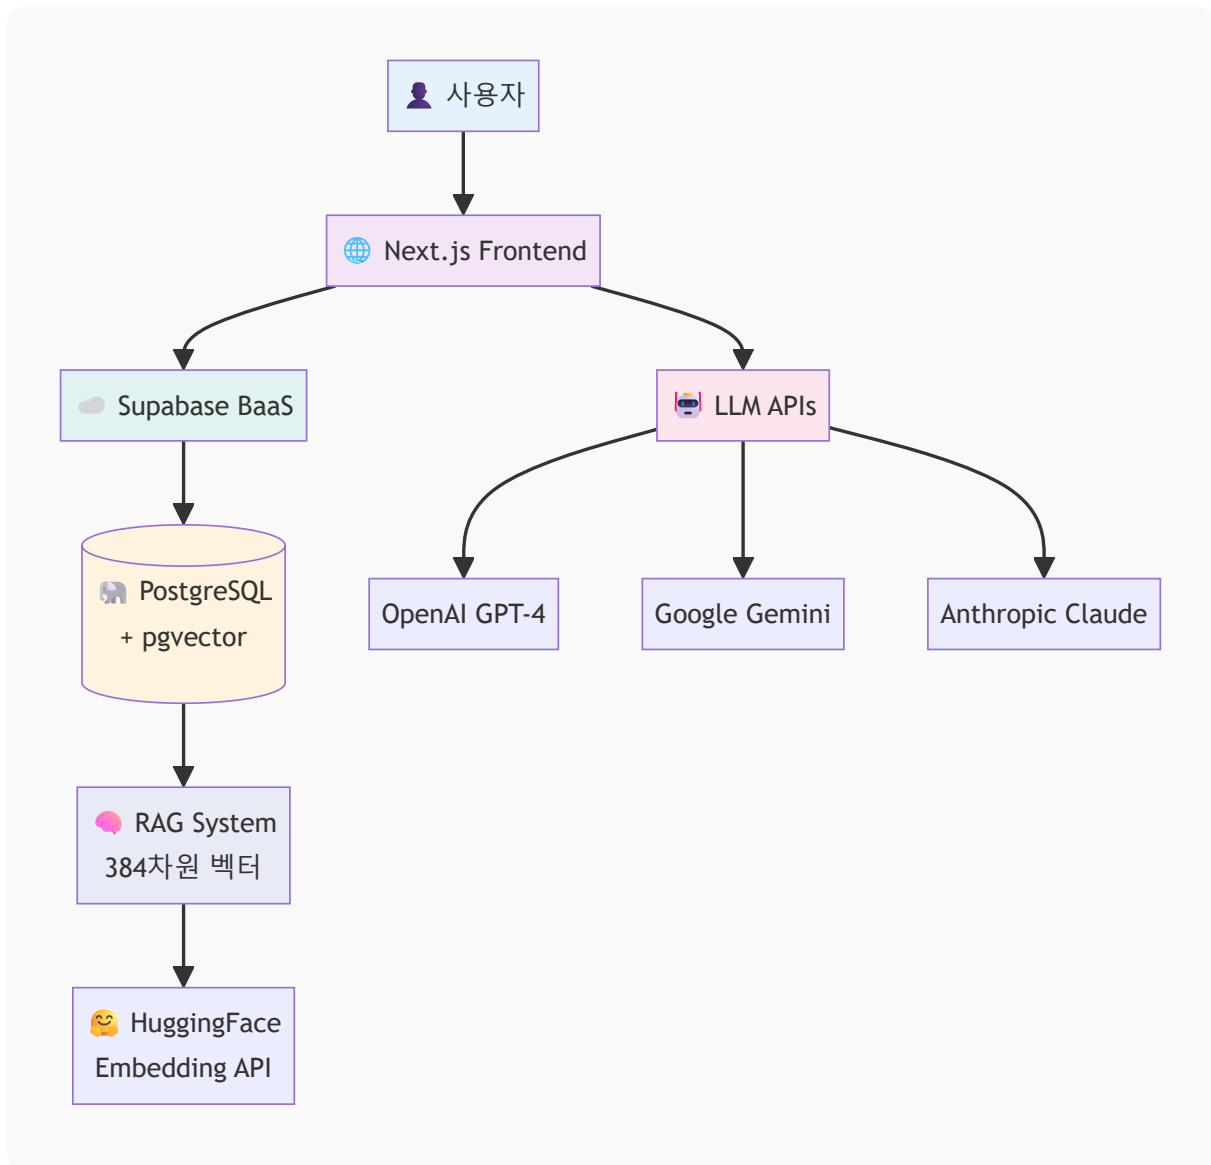 사용자
Next.js Frontend
Supabase BaaS
LLM APIs
PostgreSQL
+ pgvector
OpenAI GPT-4
Google Gemini
Anthropic Claude
RAG System
384차원 벡터
HuggingFace
Embedding API